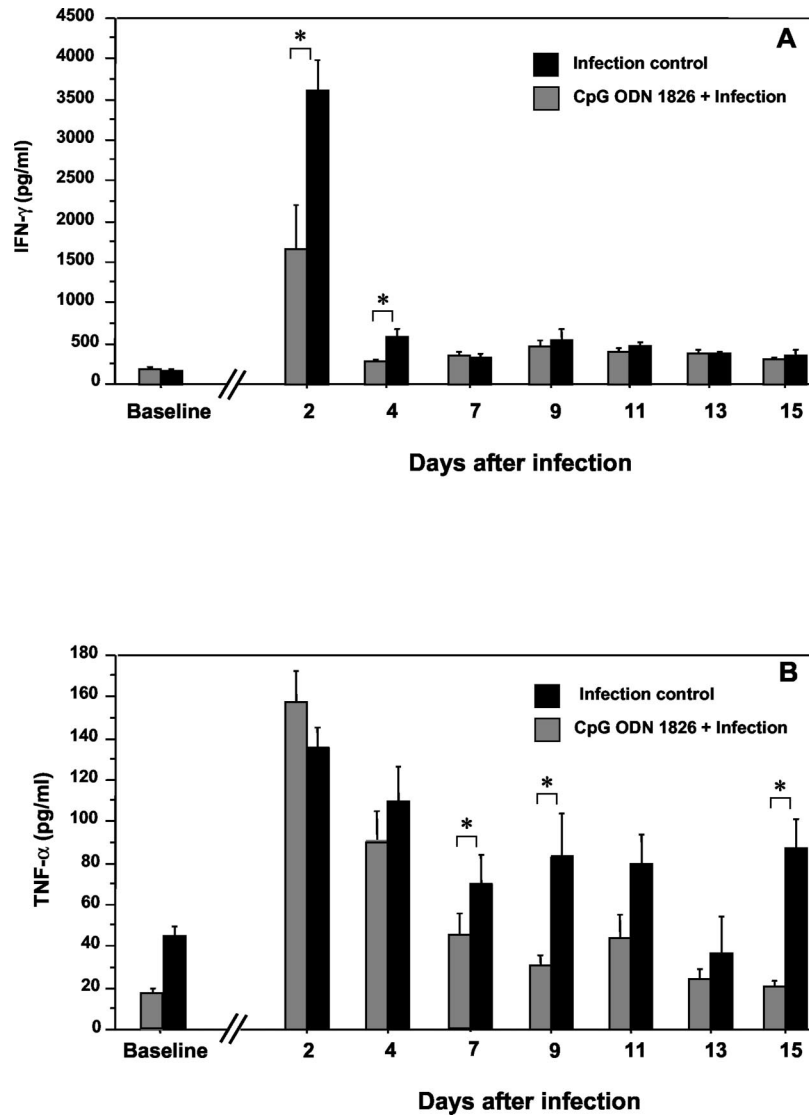 A
4500
4000
3500
3000
2500
2000
1500
1000
500
0
IFN-γ (pg/ml)
* *
Infection control
CpG ODN 1826 + Infection
Baseline 2 4 7 9 11 13 15
Days after infection
B
180
160
140
120
100
80
60
40
20
0
TNF-α (pg/ml)
* * *
Infection control
CpG ODN 1826 + Infection
Baseline 2 4 7 9 11 13 15
Days after infection